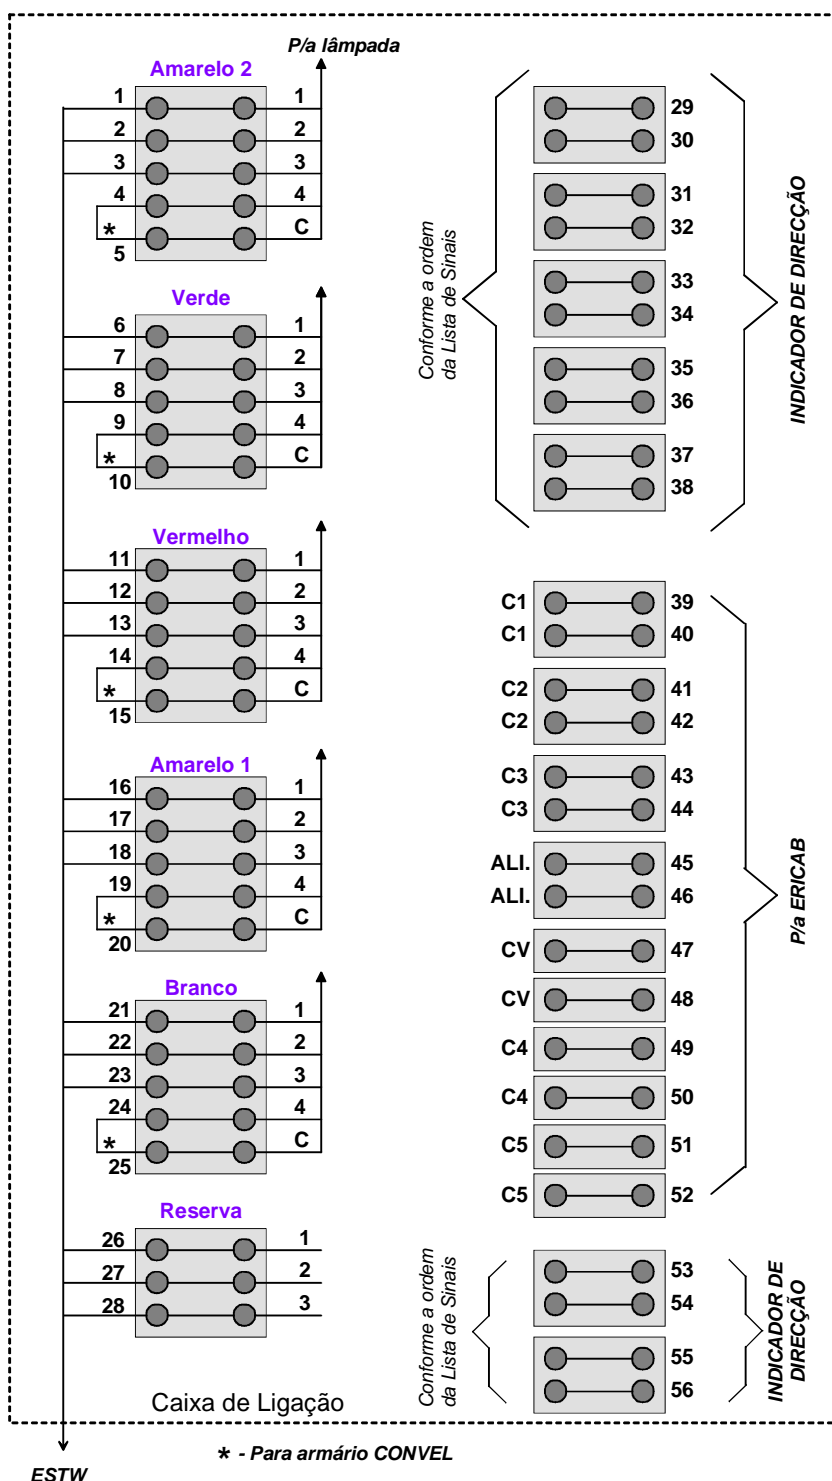 P/a lâmpada
Amarelo 2
1 1
2 2
3 3
4 4
* C
5
Verde
6 1
7 2
8 3
9 4
* C
10
Vermelho
11 1
12 2
13 3
14 4
* C
15
Amarelo 1
16 1
17 2
18 3
19 4
* C
20
Branco
21 1
22 2
23 3
24 4
* C
25
Reserva
26 1
27 2
28 3
Conforme a ordem
da Lista de Sinais
29
30
31
32
33
34
35
36
37
38
INDICADOR DE DIRECÇÃO
C1 39
C1 40
C2 41
C2 42
C3 43
C3 44
ALI. 45
ALI. 46
CV 47
CV 48
C4 49
C4 50
C5 51
C5 52
P/a ERICAB
Conforme a ordem
da Lista de Sinais
53
54
55
56
INDICADOR DE
DIRECÇÃO
Caixa de Ligação
* - Para armário CONVEL
ESTW